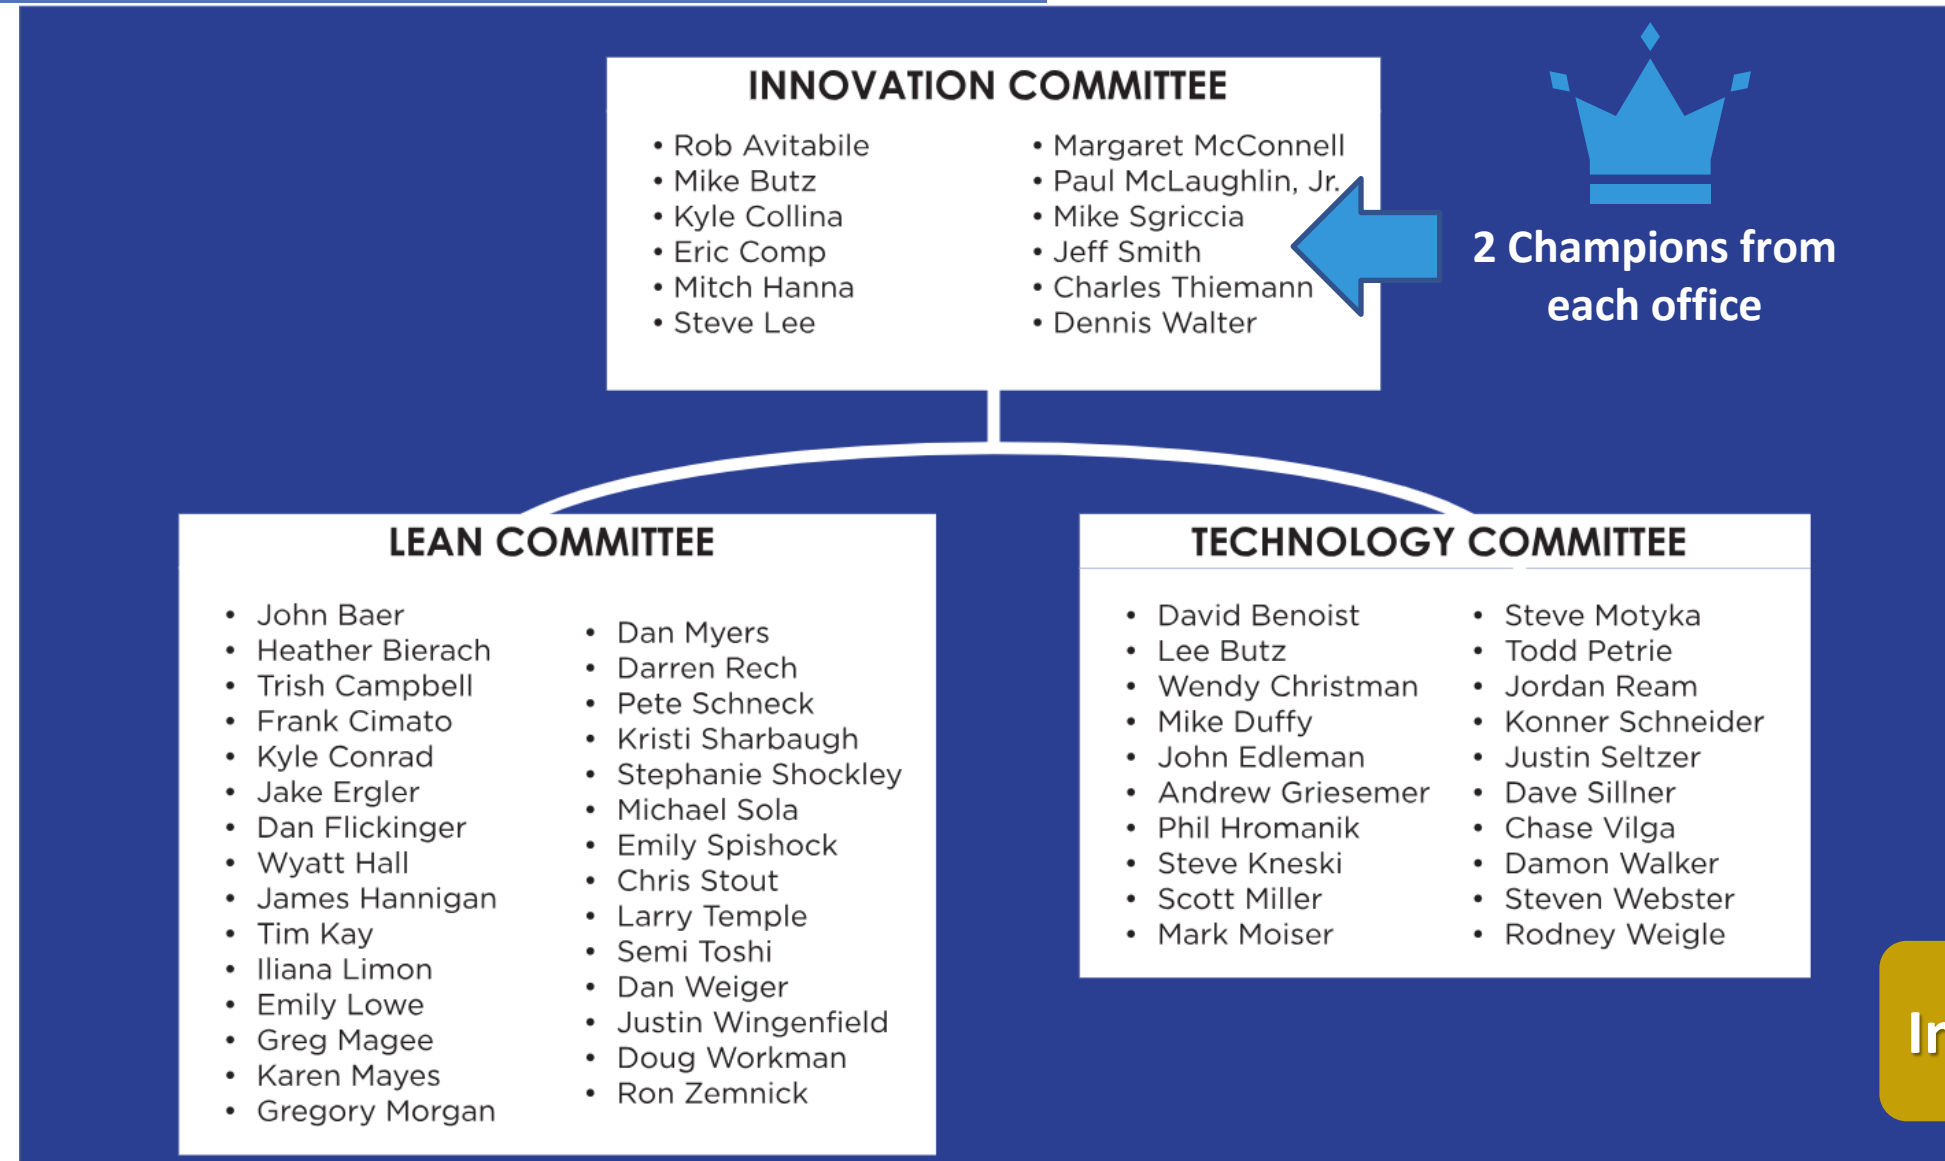 INNOVATION COMMITTEE
• Rob Avitabile
• Mike Butz
• Kyle Collina
• Eric Comp
• Mitch Hanna
• Steve Lee
• Margaret McConnell
• Paul McLaughlin, Jr.
• Mike Sgriccia
• Jeff Smith
• Charles Thiemann
• Dennis Walter
2 Champions from
each office
LEAN COMMITTEE
• John Baer
• Heather Bierach
• Trish Campbell
• Frank Cimato
• Kyle Conrad
• Jake Ergler
• Dan Flickinger
• Wyatt Hall
• James Hannigan
• Tim Kay
• Iliana Limon
• Emily Lowe
• Greg Magee
• Karen Mayes
• Gregory Morgan
• Dan Myers
• Darren Rech
• Pete Schneck
• Kristi Sharbaugh
• Stephanie Shockley
• Michael Sola
• Emily Spishock
• Chris Stout
• Larry Temple
• Semi Toshi
• Dan Weiger
• Justin Wingenfield
• Doug Workman
• Ron Zemnick
TECHNOLOGY COMMITTEE
• David Benoist
• Lee Butz
• Wendy Christman
• Mike Duffy
• John Edleman
• Andrew Griesemer
• Phil Hromanik
• Steve Kneski
• Scott Miller
• Mark Moiser
• Steve Motyka
• Todd Petrie
• Jordan Ream
• Konner Schneider
• Justin Seltzer
• Dave Sillner
• Chase Vilga
• Damon Walker
• Steven Webster
• Rodney Weigle